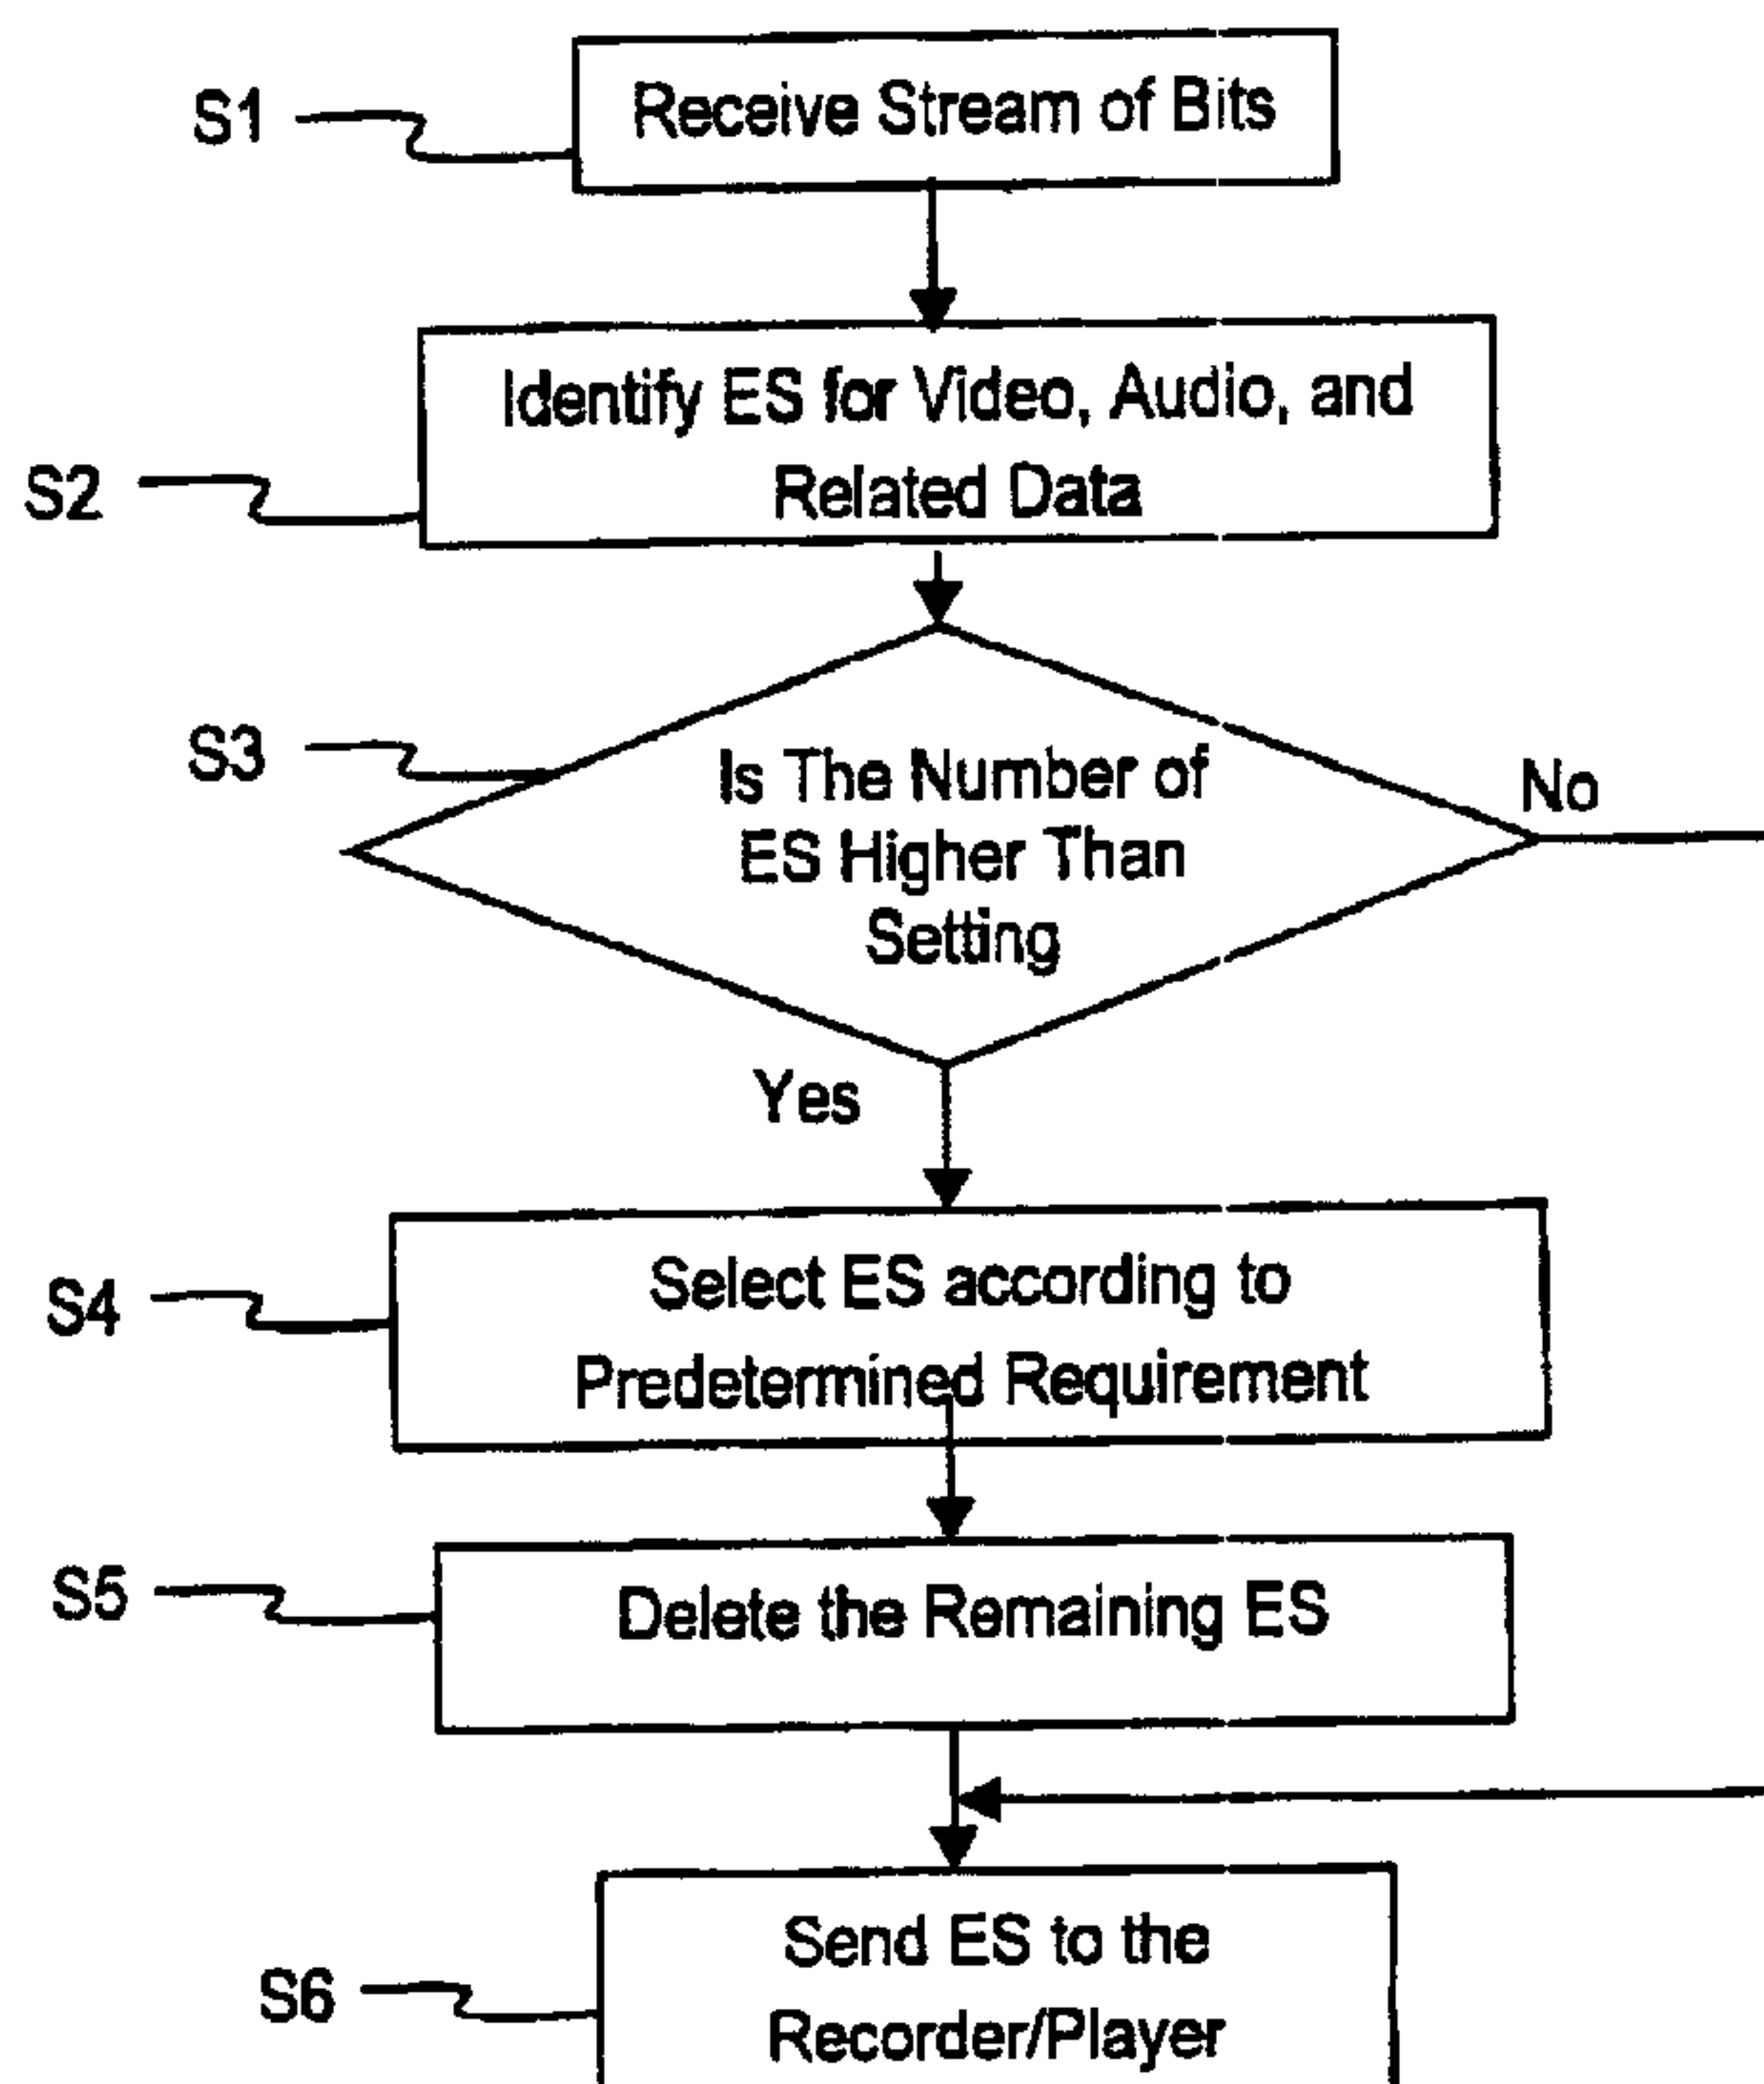 S1
Receive Stream of Bits
Identify ES for Video, Audio, and
Related Data
S2
S3
Is The Number of
ES Higher Than
Setting
No
Yes
S4
Select ES according to
Predetermined Requirement
S5
Delete the Remaining ES
S6
Send ES to the
Recorder/Player